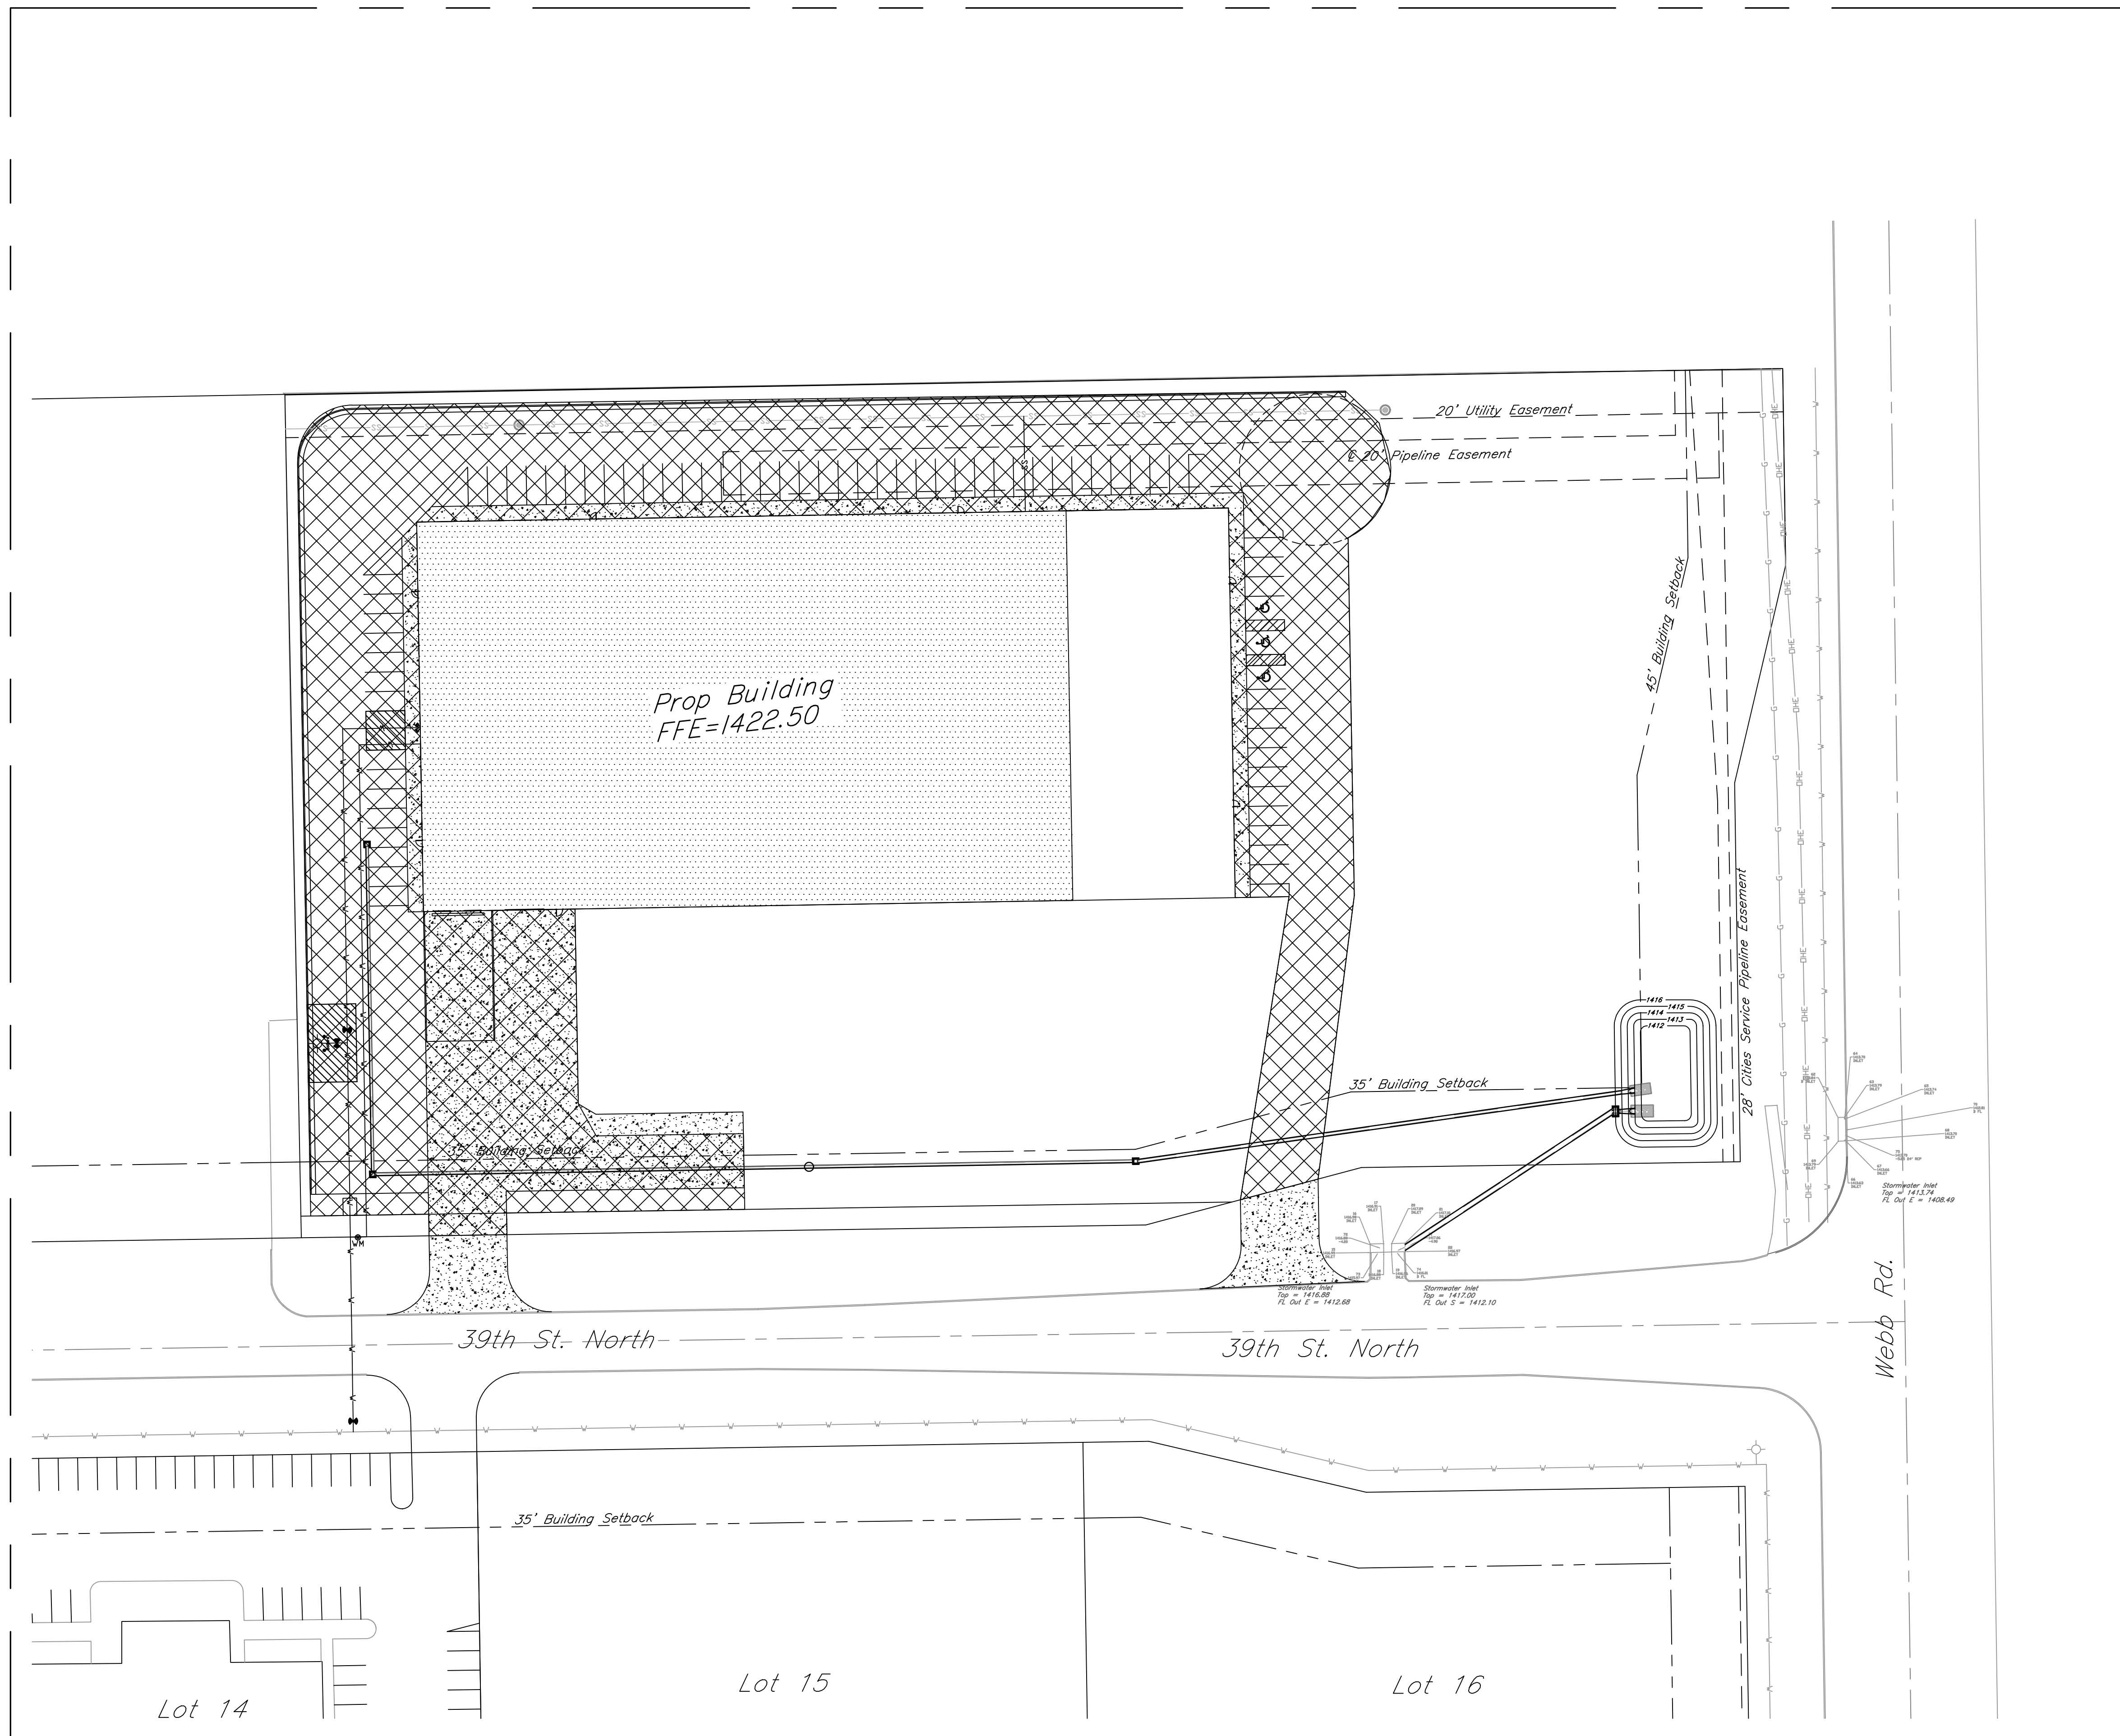 20' Utility Easement
℄ 20' Pipeline Easement
45' Building Setback
Prop Building
FFE=1422.50
28' Cities Service Pipeline Easement
1416
1415
1414
1413
1412
35' Building Setback
35' Building Setback
Stormwater Inlet
Top = 1413.74
FL Out E = 1408.49
WM
Stormwater Inlet
Top = 1416.88
FL Out E = 1412.68
Stormwater Inlet
Top = 1417.00
FL Out S = 1412.10
39th St. North
39th St. North
Webb Rd.
35' Building Setback
Lot 14
Lot 15
Lot 16